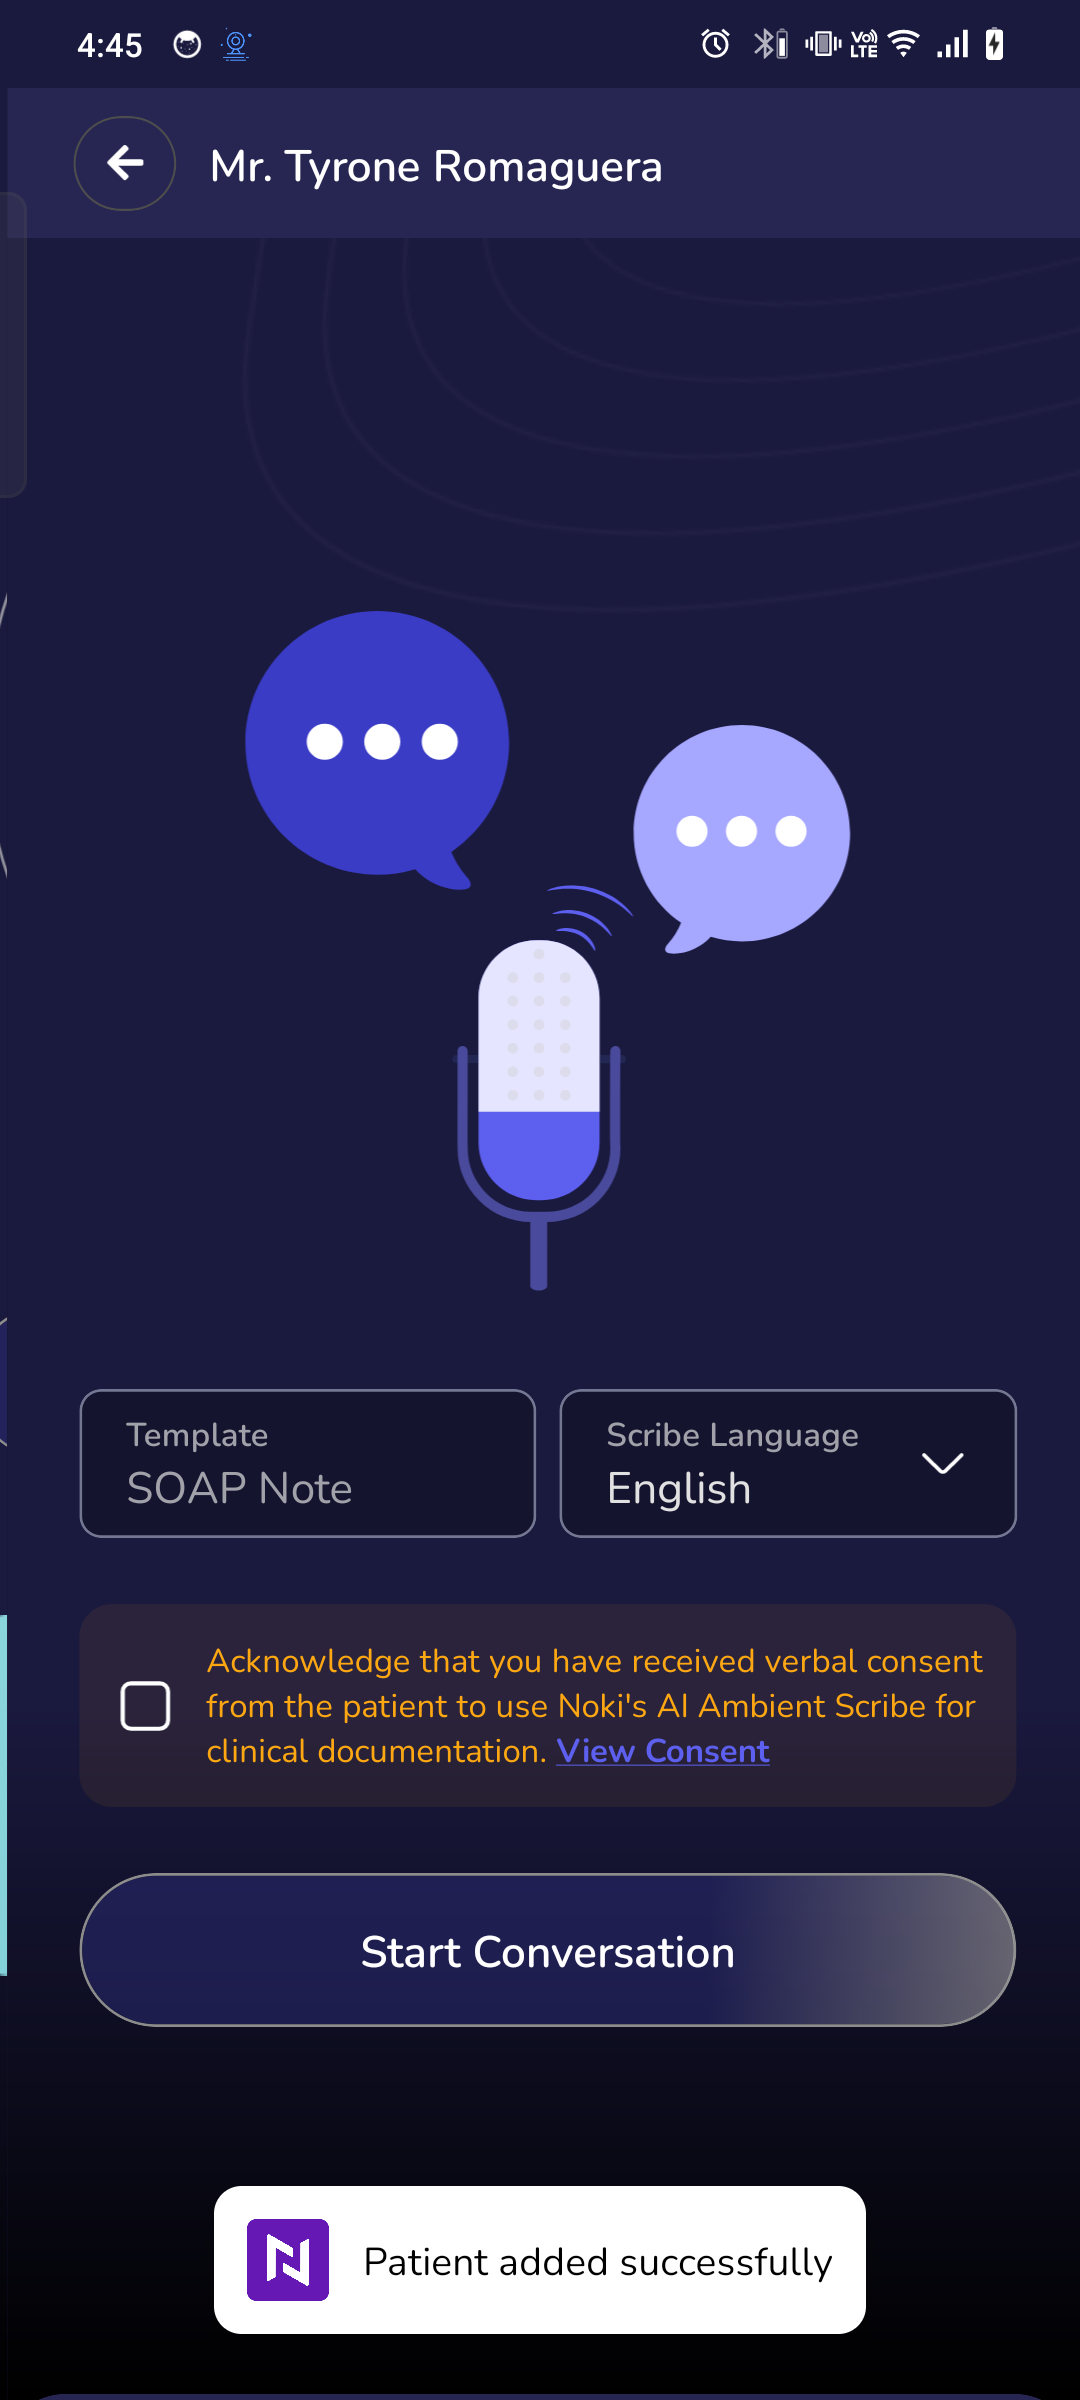 4:45
Vo) LTE
Mr. Tyrone Romaguera
Template
SOAP Note
Scribe Language
English
Acknowledge that you have received verbal consent
from the patient to use Noki's AI Ambient Scribe for
clinical documentation. View Consent
Start Conversation
Patient added successfully